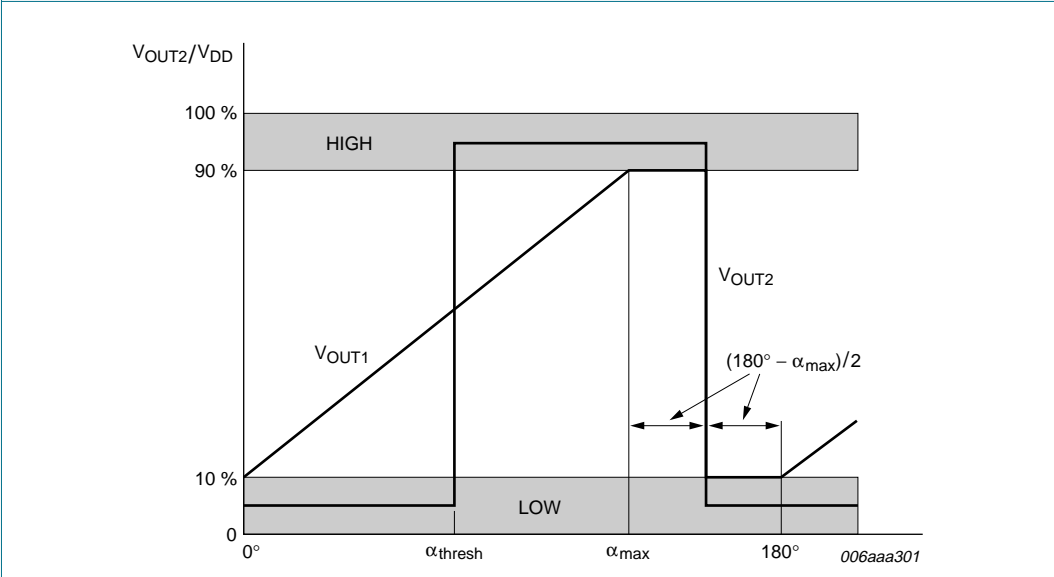 VOUT2/VDD
100 %
HIGH
90 %
VOUT2
VOUT1
(180° − αmax)/2
10 %
LOW
0
0°
αthresh
αmax
180°
006aaa301